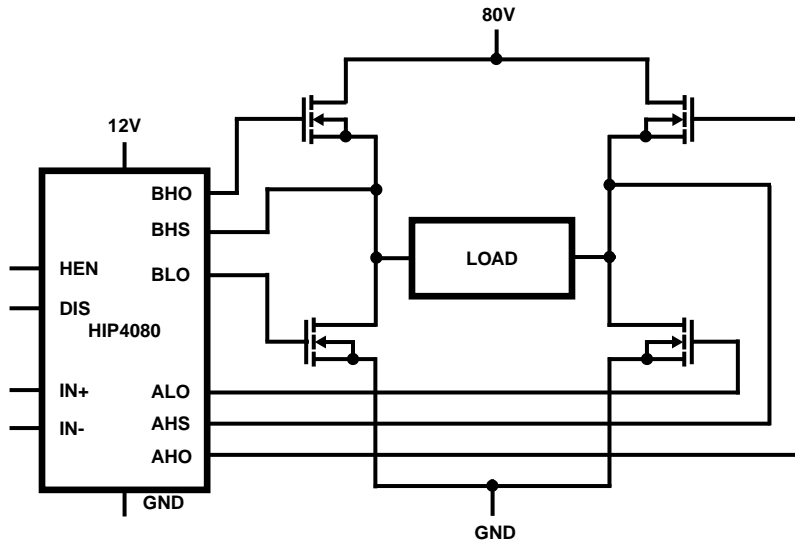 80V
12V
BHO
BHS
BLO
HEN
DIS
HIP4080
LOAD
IN+
IN-
ALO
AHS
AHO
GND
GND